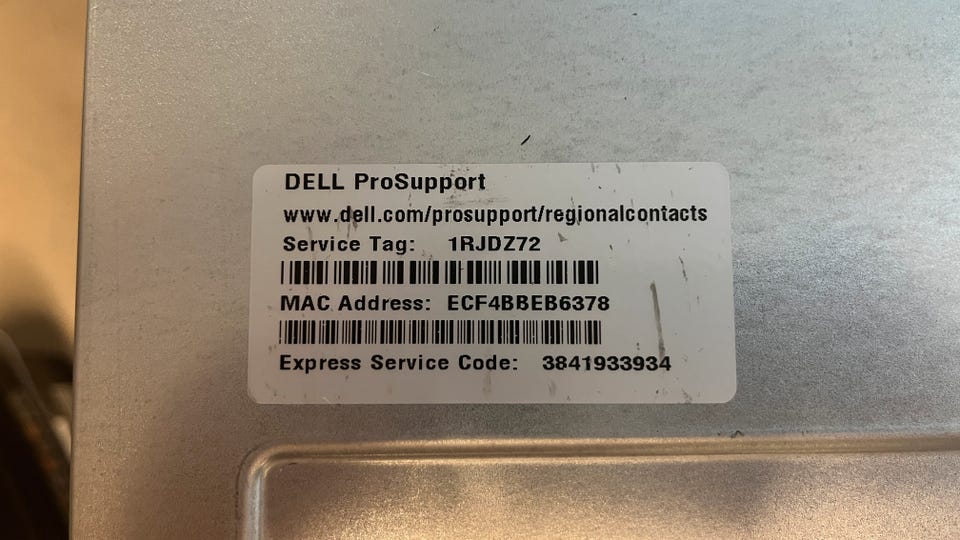 DELL ProSupport
www.dell.com/prosupport/regionalcontacts
Service Tag: 1RJDZ72
MAC Address: ECF4BBEB6378
Express Service Code: 3841933934